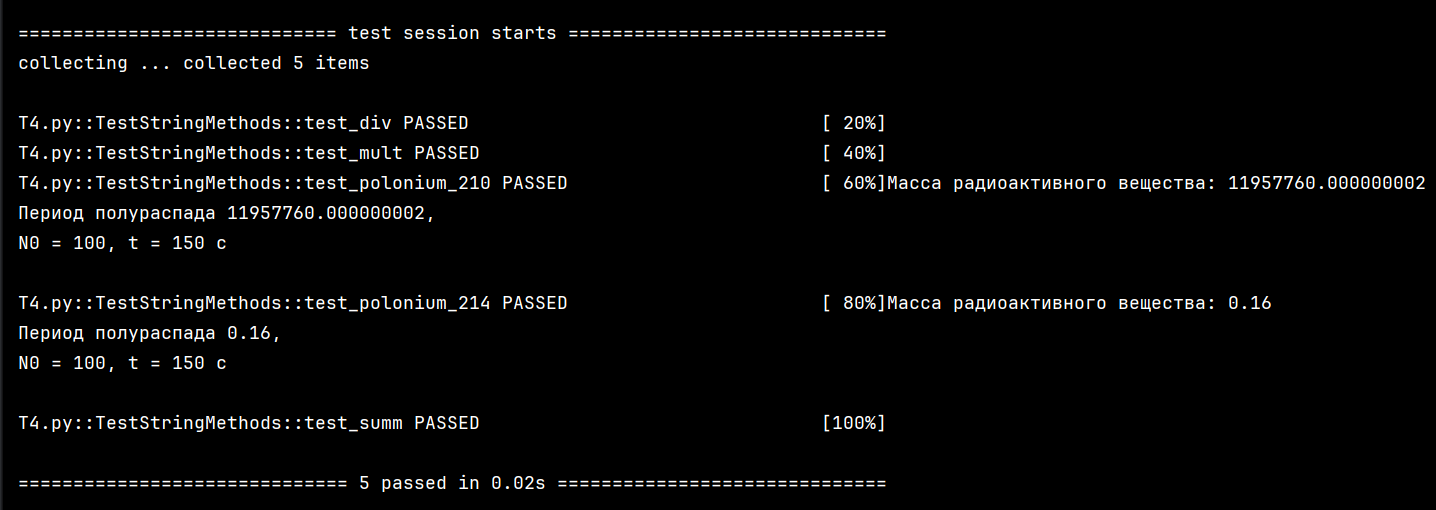 ============================= test session starts =============================
collecting ... collected 5 items
T4.py::TestStringMethods::test_div PASSED [ 20%]
T4.py::TestStringMethods::test_mult PASSED [ 40%]
T4.py::TestStringMethods::test_polonium_210 PASSED [ 60%]Масса радиоактивного вещества: 11957760.000000002
Период полураспада 11957760.000000002,
N0 = 100, t = 150 с
T4.py::TestStringMethods::test_polonium_214 PASSED [ 80%]Масса радиоактивного вещества: 0.16
Период полураспада 0.16,
N0 = 100, t = 150 с
T4.py::TestStringMethods::test_summ PASSED [100%]
============================== 5 passed in 0.02s ==============================